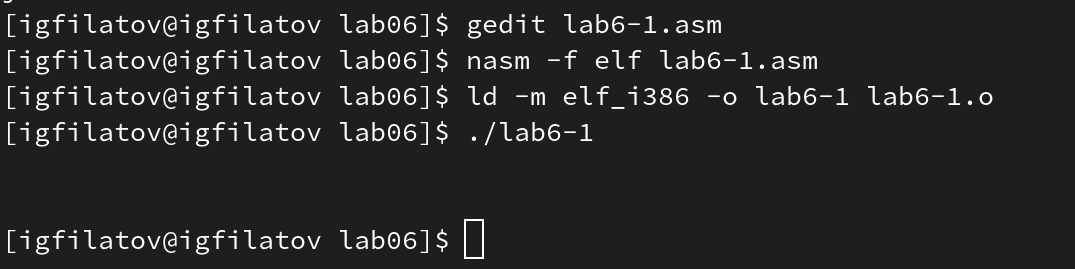 [igfilatov@igfilatov lab06]$ gedit lab6-1.asm
[igfilatov@igfilatov lab06]$ nasm -f elf lab6-1.asm
[igfilatov@igfilatov lab06]$ ld -m elf_i386 -o lab6-1 lab6-1.o
[igfilatov@igfilatov lab06]$ ./lab6-1
[igfilatov@igfilatov lab06]$